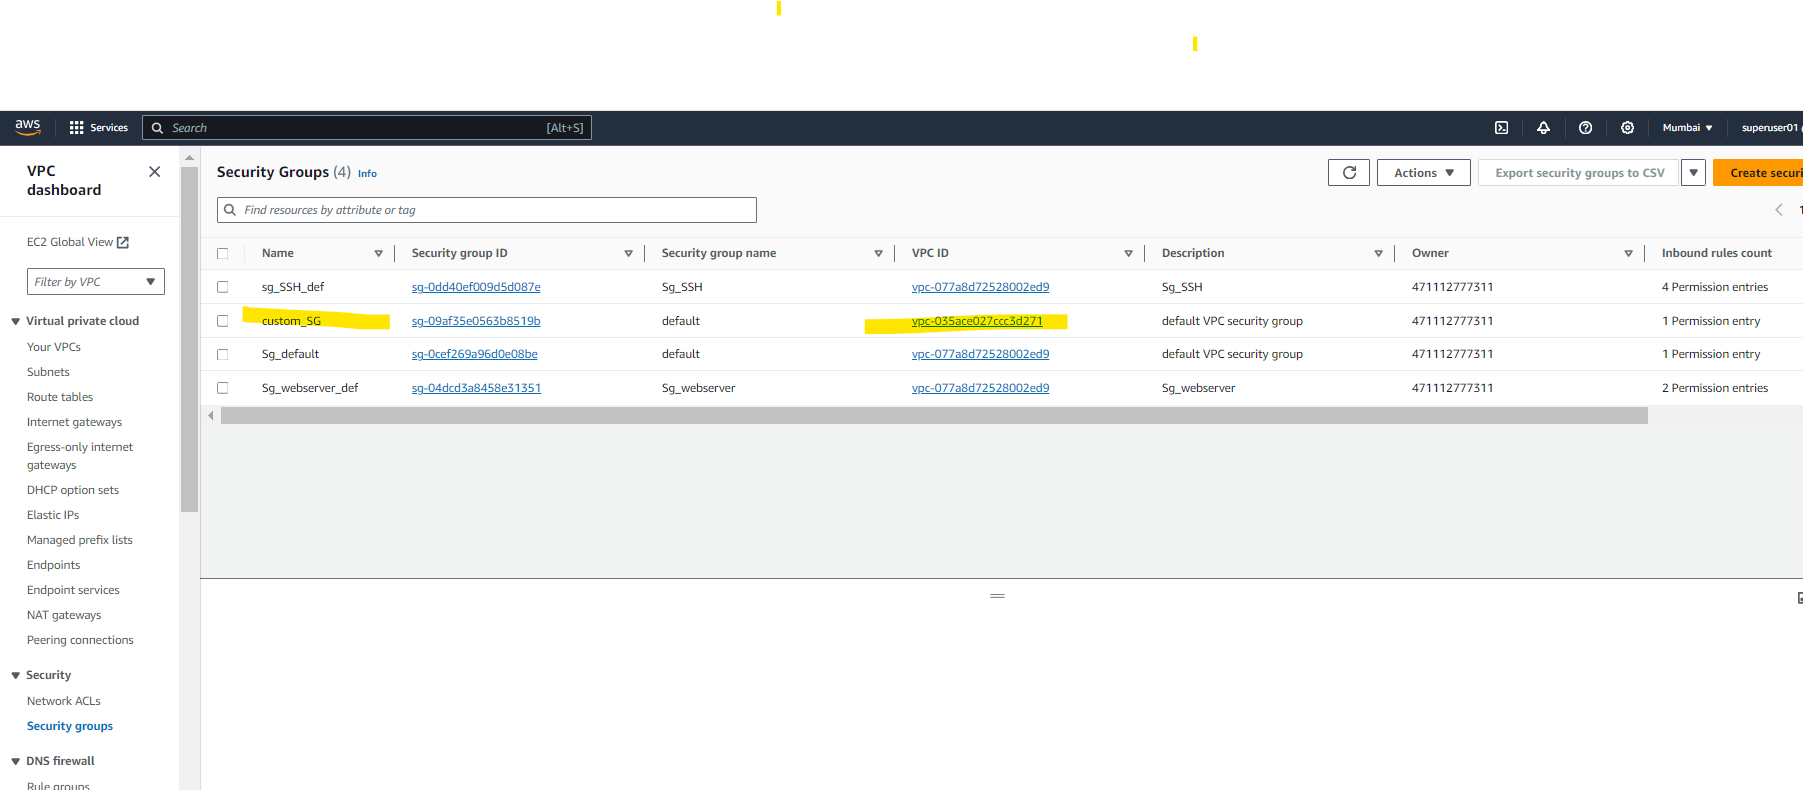 aws
Services
Search
[Alt+S]
Mumbai
superuser01
VPC
dashboard
EC2 Global View
Filter by VPC
Virtual private cloud
Your VPCs
Subnets
Route tables
Internet gateways
Egress-only internet
gateways
DHCP option sets
Elastic IPs
Managed prefix lists
Endpoints
Endpoint services
NAT gateways
Peering connections
Security
Network ACLs
Security groups
DNS firewall
Rule groups
Security Groups (4) Info
Actions
Export security groups to CSV
Create securi
Find resources by attribute or tag
1
Name Security group ID Security group name VPC ID Description Owner Inbound rules count
sg_SSH_def sg-0dd40ef009d5d087e Sg_SSH vpc-077a8d72528002ed9 Sg_SSH 471112777311 4 Permission entries
custom_SG sg-09af35e0563b8519b default vpc-035ace027ccc3d271 default VPC security group 471112777311 1 Permission entry
Sg_default sg-0cef269a96d0e08be default vpc-077a8d72528002ed9 default VPC security group 471112777311 1 Permission entry
Sg_webserver_def sg-04dcd3a8458e31351 Sg_webserver vpc-077a8d72528002ed9 Sg_webserver 471112777311 2 Permission entries